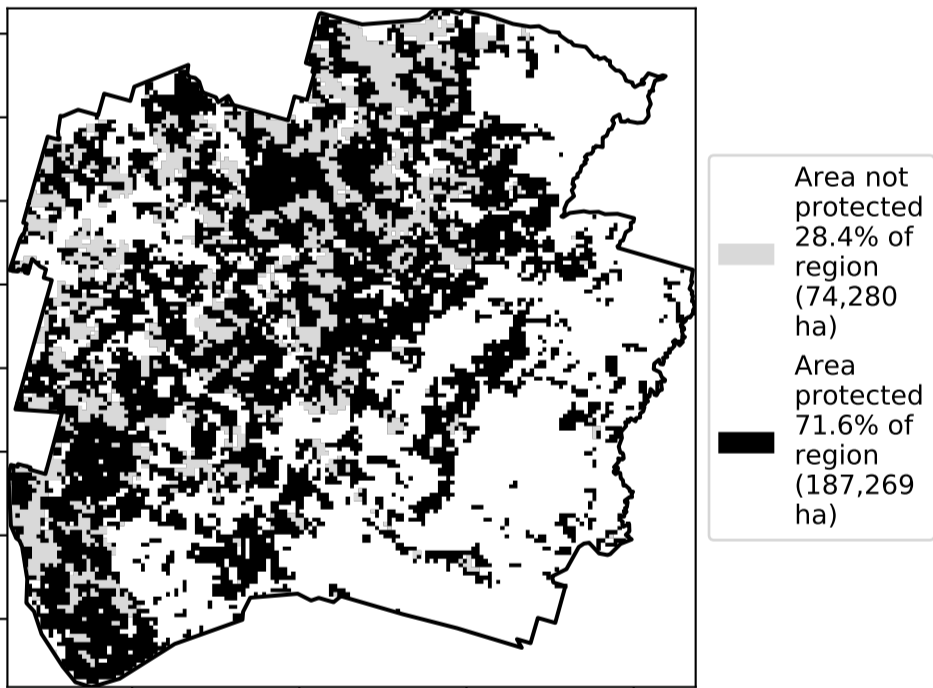 Area not
protected
28.4% of
region
(74,280
ha)
Area
protected
71.6% of
region
(187,269
ha)